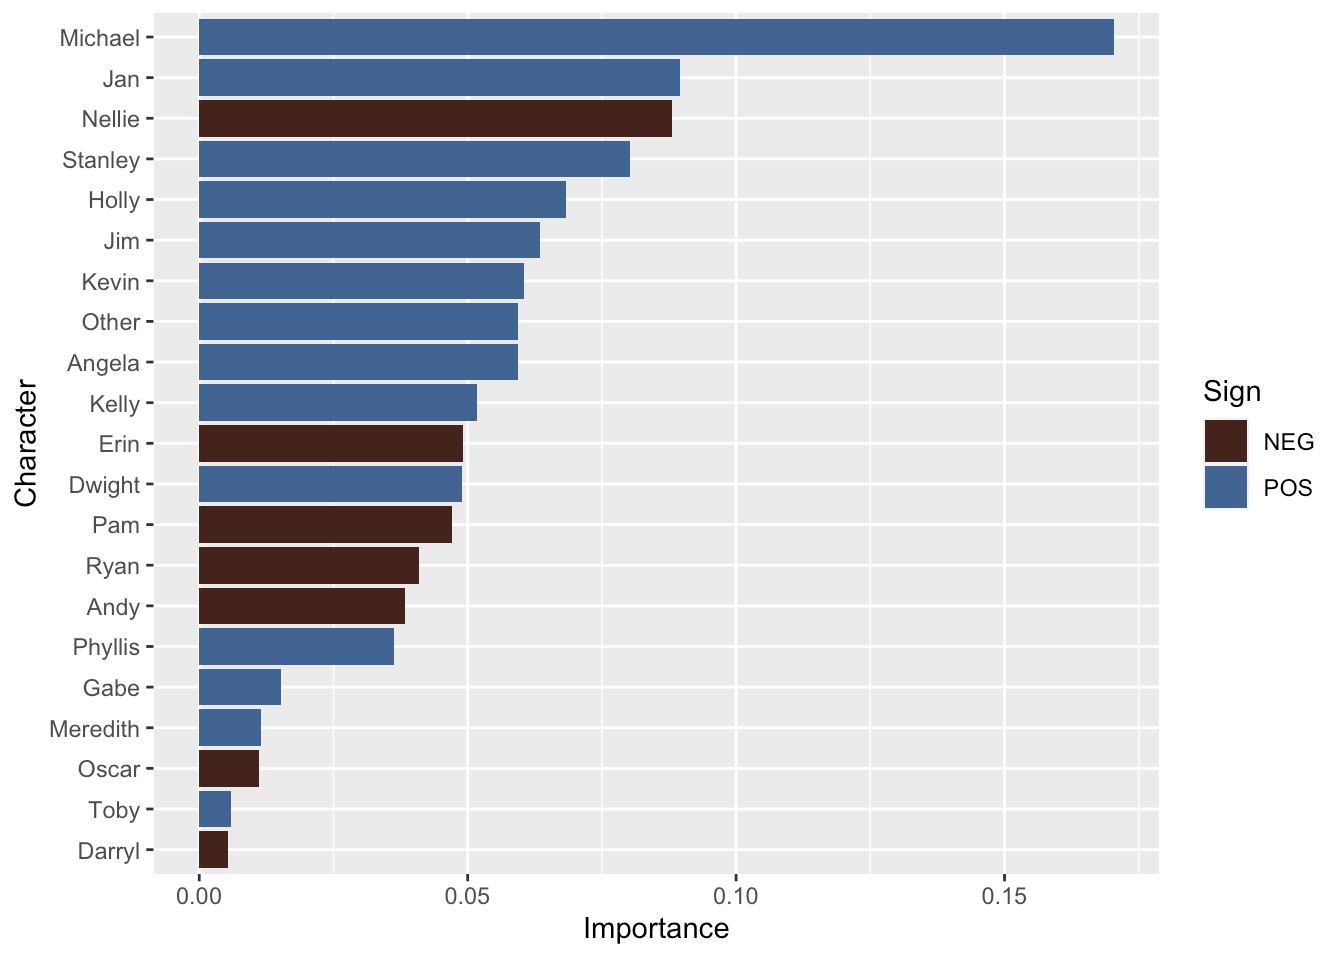 Michael
Jan
Nellie
Stanley
Holly
Jim
Kevin
Other
Angela
Kelly
Erin
Dwight
Pam
Ryan
Andy
Phyllis
Gabe
Meredith
Oscar
Toby
Darryl
Character
0.00 0.05 0.10 0.15
Importance
Sign
NEG
POS